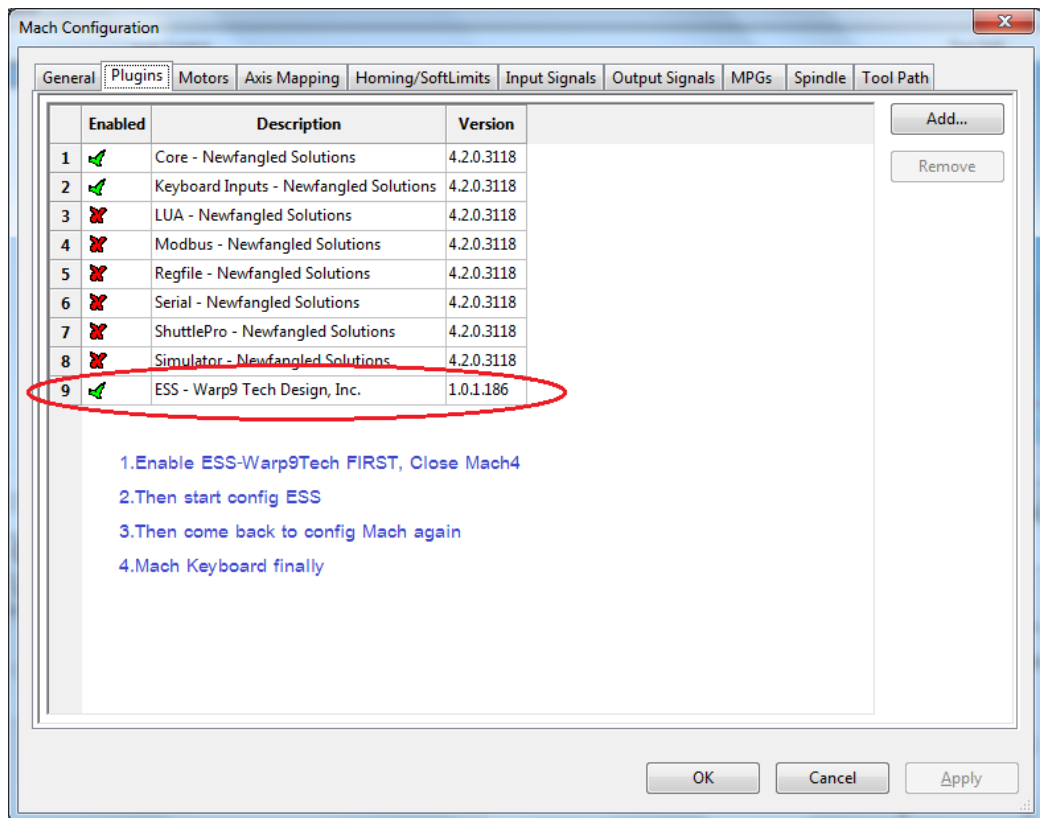 Mach Configuration
General Plugins Motors Axis Mapping Homing/SoftLimits Input Signals Output Signals MPGs Spindle Tool Path
Enabled Description Version
1 Core - Newfangled Solutions 4.2.0.3118
2 Keyboard Inputs - Newfangled Solutions 4.2.0.3118
3 LUA - Newfangled Solutions 4.2.0.3118
4 Modbus - Newfangled Solutions 4.2.0.3118
5 Regfile - Newfangled Solutions 4.2.0.3118
6 Serial - Newfangled Solutions 4.2.0.3118
7 ShuttlePro - Newfangled Solutions 4.2.0.3118
8 Simulator - Newfangled Solutions 4.2.0.3118
9 ESS - Warp9 Tech Design, Inc. 1.0.1.186
Add...
Remove
1.Enable ESS-Warp9Tech FIRST, Close Mach4
2.Then start config ESS
3.Then come back to config Mach again
4.Mach Keyboard finally
OK Cancel Apply